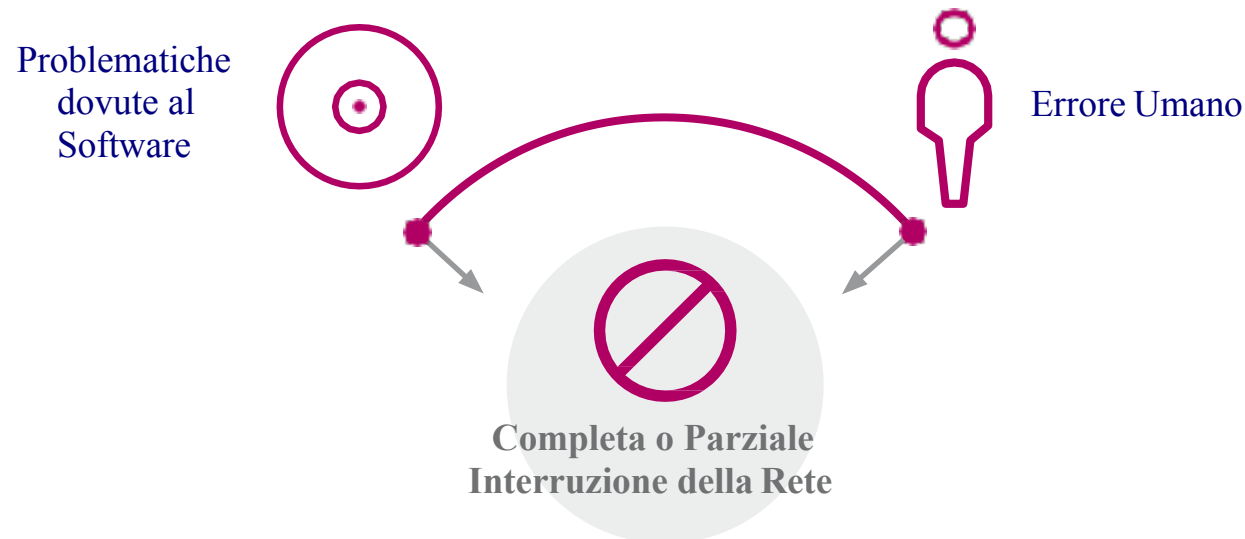 Problematiche
dovute al
Software
Errore Umano
Completa o Parziale
Interruzione della Rete